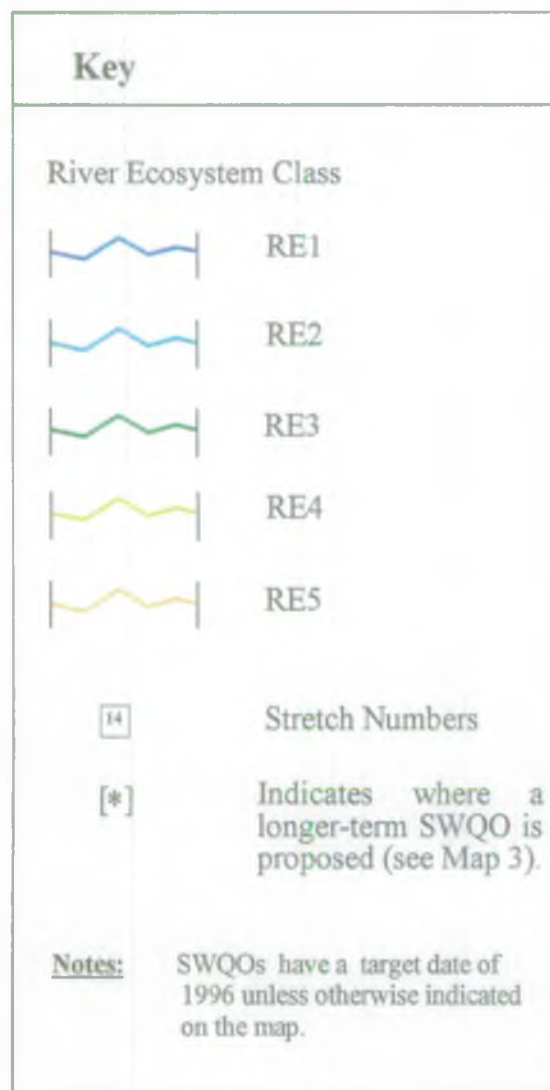 Key
River Ecosystem Class
RE1
RE2
RE3
RE4
RE5
14 Stretch Numbers
[*] Indicates where a
longer-term SWQO is
proposed (see Map 3).
Notes: SWQOs have a target date of
1996 unless otherwise indicated
on the map.